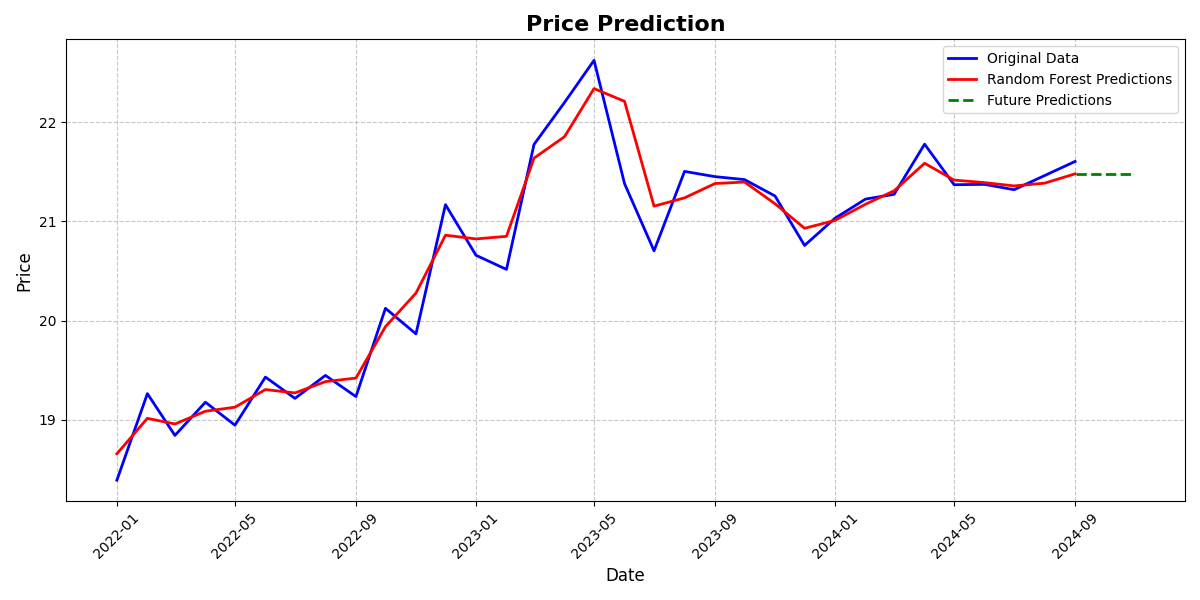 Price Prediction
Original Data
Random Forest Predictions
Future Predictions
Price
22
21
20
19
2022-01
2022-05
2022-09
2023-01
2023-05
2023-09
2024-01
2024-05
2024-09
Date